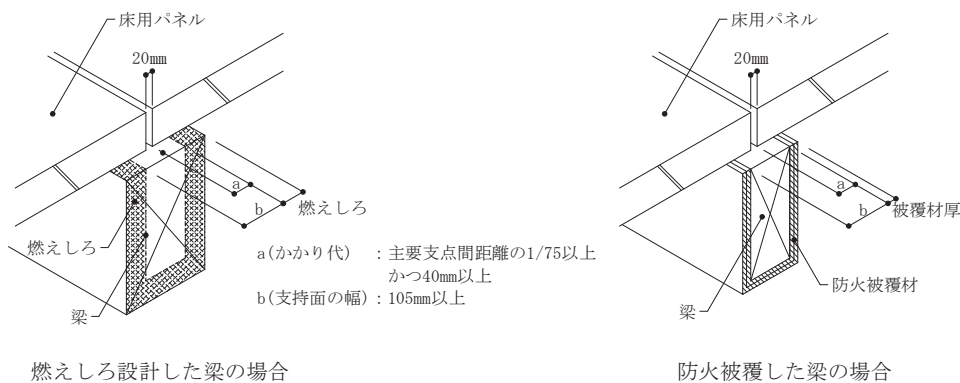 床用パネル
20mm
a
b
燃えしろ
燃えしろ
梁
a(かかり代) ：主要支点間距離の1/75以上
かつ40mm以上
b(支持面の幅)：105mm以上
燃えしろ設計した梁の場合
床用パネル
20mm
a
b
被覆材厚
防火被覆材
梁
防火被覆した梁の場合